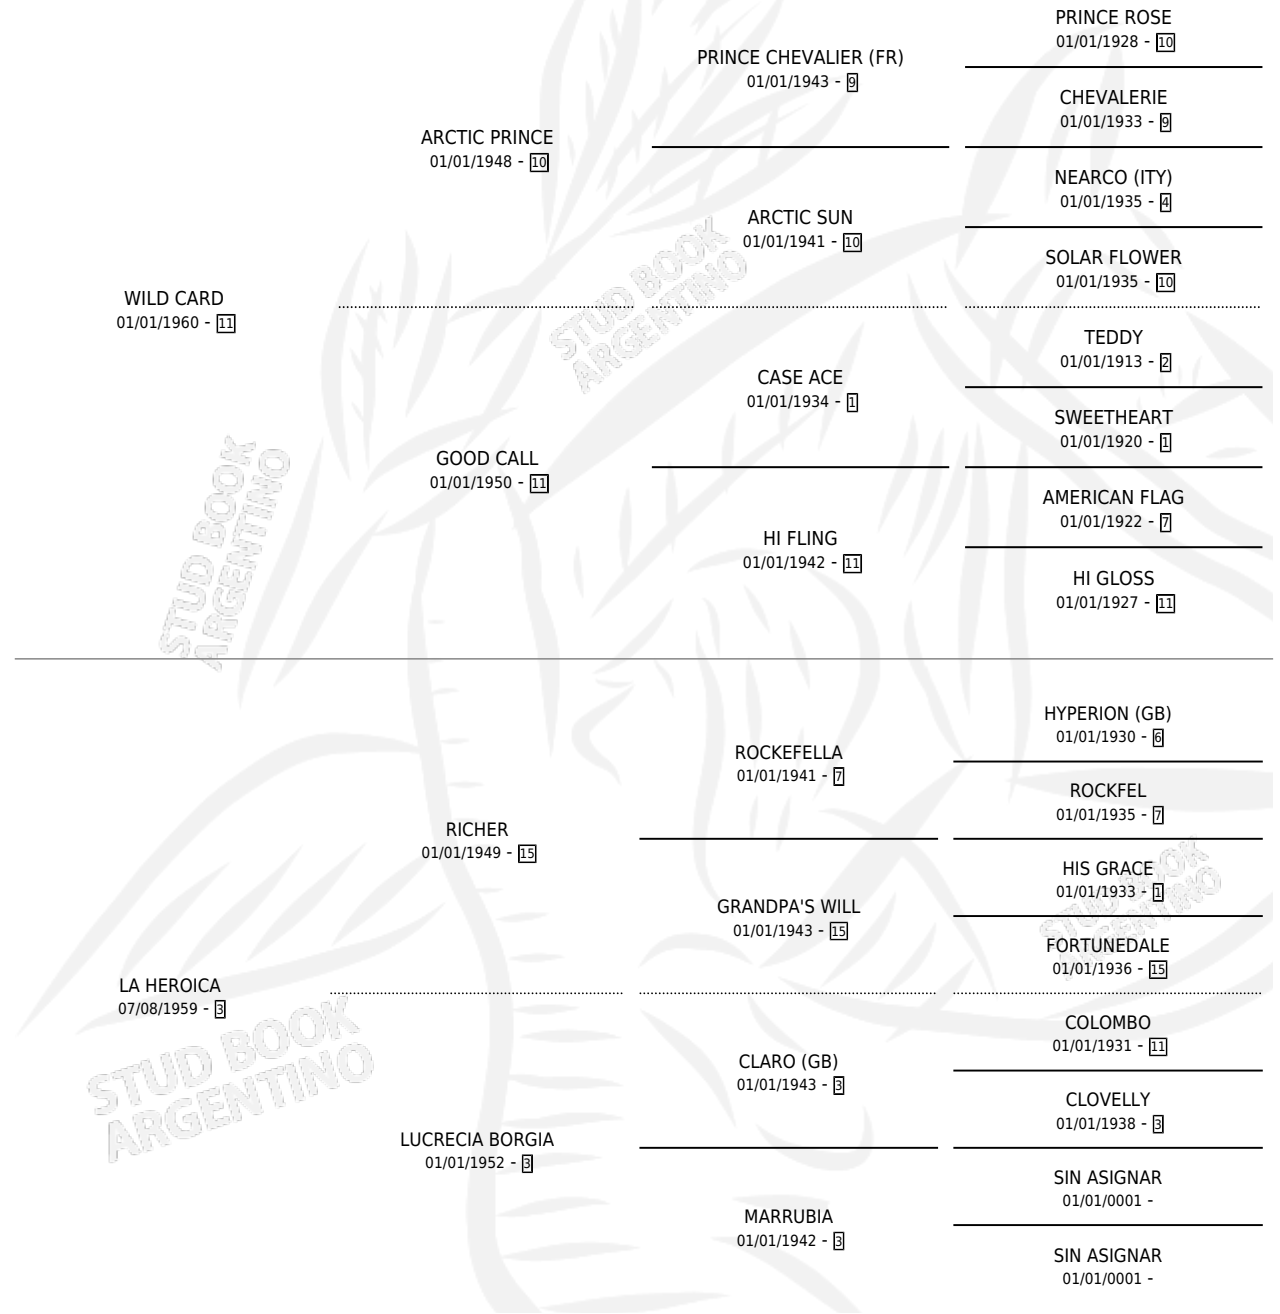 PRINCE ROSE
01/01/1928 - 10
PRINCE CHEVALIER (FR)
01/01/1943 - 9
CHEVALERIE
01/01/1933 - 9
ARCTIC PRINCE
01/01/1948 - 10
NEARCO (ITY)
01/01/1935 - 4
ARCTIC SUN
01/01/1941 - 10
SOLAR FLOWER
01/01/1935 - 10
WILD CARD
01/01/1960 - 11
TEDDY
01/01/1913 - 2
CASE ACE
01/01/1934 - 1
SWEETHEART
01/01/1920 - 1
GOOD CALL
01/01/1950 - 11
AMERICAN FLAG
01/01/1922 - 7
HI FLING
01/01/1942 - 11
HI GLOSS
01/01/1927 - 11
HYPERION (GB)
01/01/1930 - 6
ROCKEFELLA
01/01/1941 - 7
ROCKFEL
01/01/1935 - 7
RICHER
01/01/1949 - 15
HIS GRACE
01/01/1933 - 1
GRANDPA'S WILL
01/01/1943 - 15
FORTUNEDALE
01/01/1936 - 15
LA HEROICA
07/08/1959 - 3
COLOMBO
01/01/1931 - 11
CLARO (GB)
01/01/1943 - 3
CLOVELLY
01/01/1938 - 3
LUCRECIA BORGIA
01/01/1952 - 3
SIN ASIGNAR
01/01/0001 -
MARRUBIA
01/01/1942 - 3
SIN ASIGNAR
01/01/0001 -
STUD BOOK
ARGENTINO
STUD BOOK
ARGENTINO
STUD BOOK
ARGENTINO
STUD BOOK
ARGENTINO